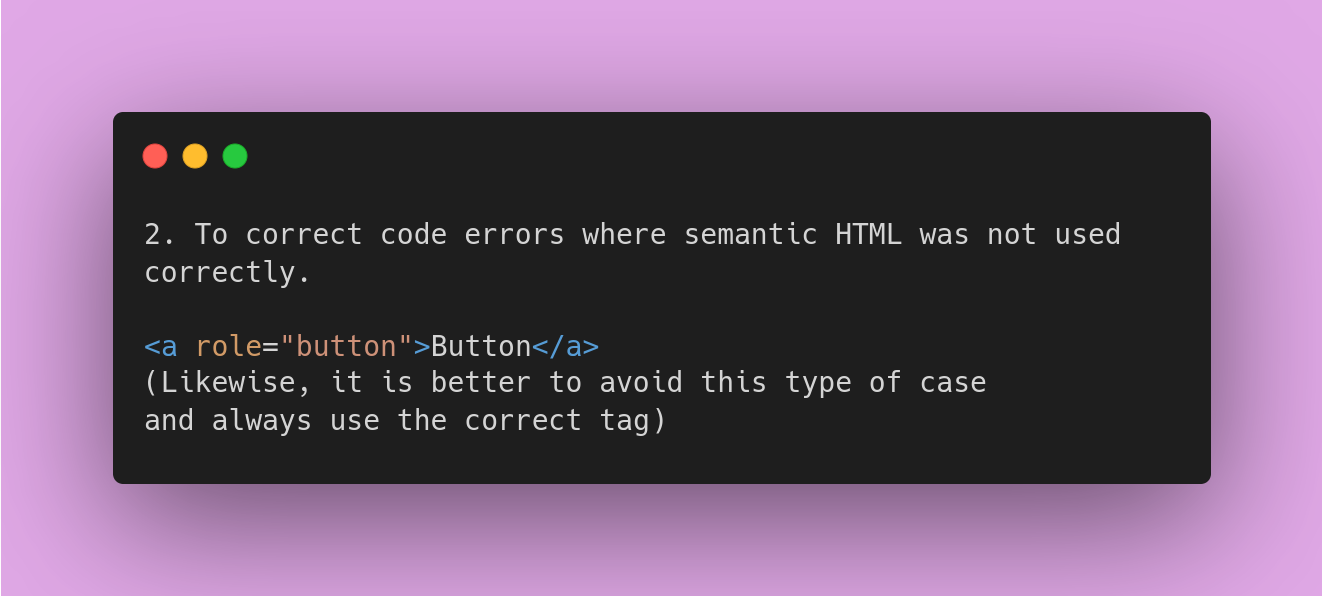 2. To correct code errors where semantic HTML was not used
correctly.
<a role="button">Button</a>
(Likewise, it is better to avoid this type of case
and always use the correct tag)